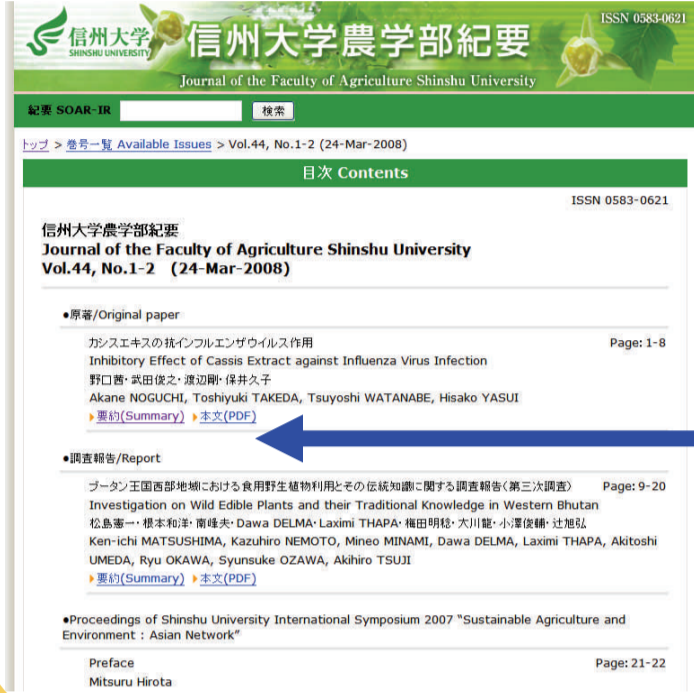 信州大学
SHINSHU UNIVERSITY
信州大学農学部紀要
ISSN 0583-0621
Journal of the Faculty of Agriculture Shinshu University
紀要 SOAR-IR 検索
トップ > 巻号一覧 Available Issues > Vol.44, No.1-2 (24-Mar-2008)
目次 Contents
ISSN 0583-0621
信州大学農学部紀要
Journal of the Faculty of Agriculture Shinshu University
Vol.44, No.1-2 (24-Mar-2008)
●原著/Original paper
カシスエキスの抗インフルエンザウイルス作用 Page: 1-8
Inhibitory Effect of Cassis Extract against Influenza Virus Infection
野口茜・武田俊之・渡辺剛・保井久子
Akane NOGUCHI, Toshiyuki TAKEDA, Tsuyoshi WATANABE, Hisako YASUI
要約(Summary) 本文(PDF)
●調査報告/Report
ブータン王国西部地域における食用野生植物利用とその伝統知識に関する調査報告(第三次調査) Page: 9-20
Investigation on Wild Edible Plants and their Traditional Knowledge in Western Bhutan
松島憲一・根本和洋・南峰夫・Dawa DELMA・Laximi THAPA・梅田明稔・大川龍・小澤俊輔・辻旭弘
Ken-ichi MATSUSHIMA, Kazuhiro NEMOTO, Mineo MINAMI, Dawa DELMA, Laximi THAPA, Akitoshi
UMEDA, Ryu OKAWA, Syunsuke OZAWA, Akihiro TSUJI
要約(Summary) 本文(PDF)
●Proceedings of Shinshu University International Symposium 2007 "Sustainable Agriculture and
Environment : Asian Network"
Preface Page: 21-22
Mitsuru Hirota